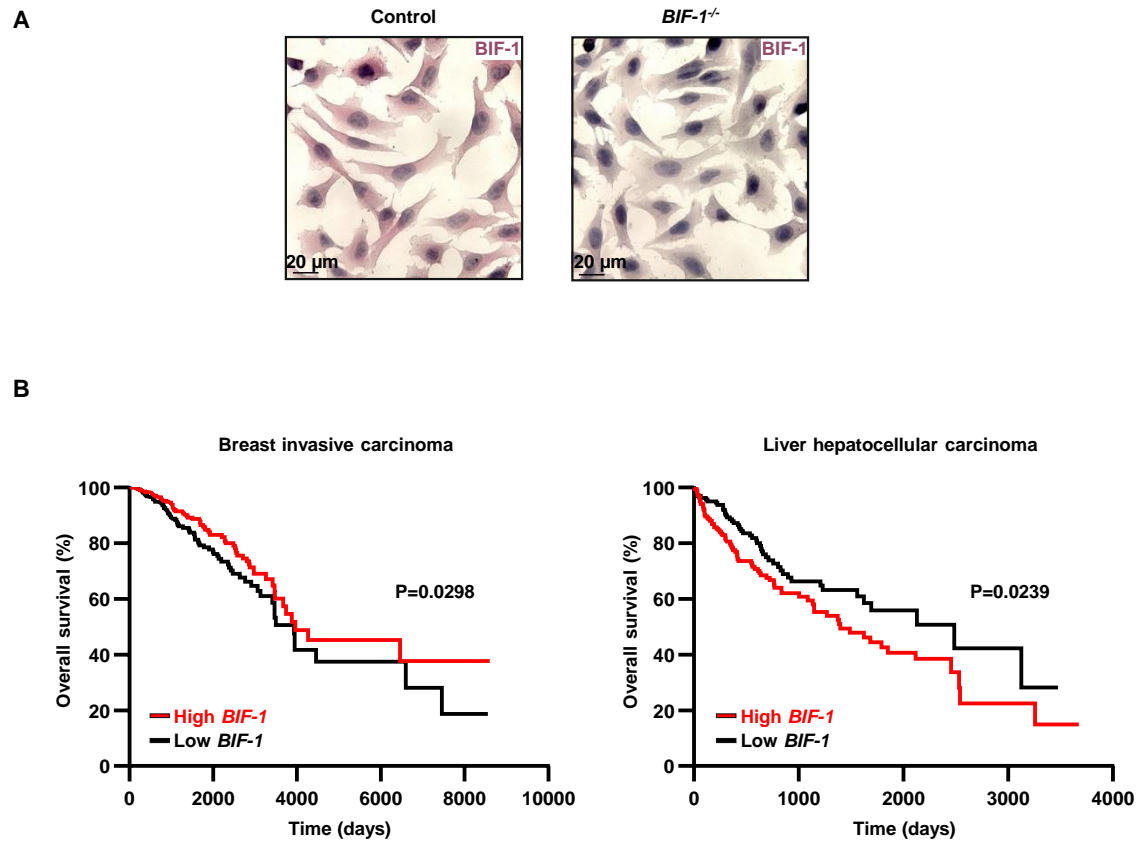 A
Control
BIF-1-/-
BIF-1
BIF-1
20 µm
20 µm
B
Breast invasive carcinoma
Liver hepatocellular carcinoma
Overall survival (%)
100
80
60
40
20
0
P=0.0298
High BIF-1
Low BIF-1
0 2000 4000 6000 8000 10000
Time (days)
Overall survival (%)
100
80
60
40
20
0
P=0.0239
High BIF-1
Low BIF-1
0 1000 2000 3000 4000
Time (days)